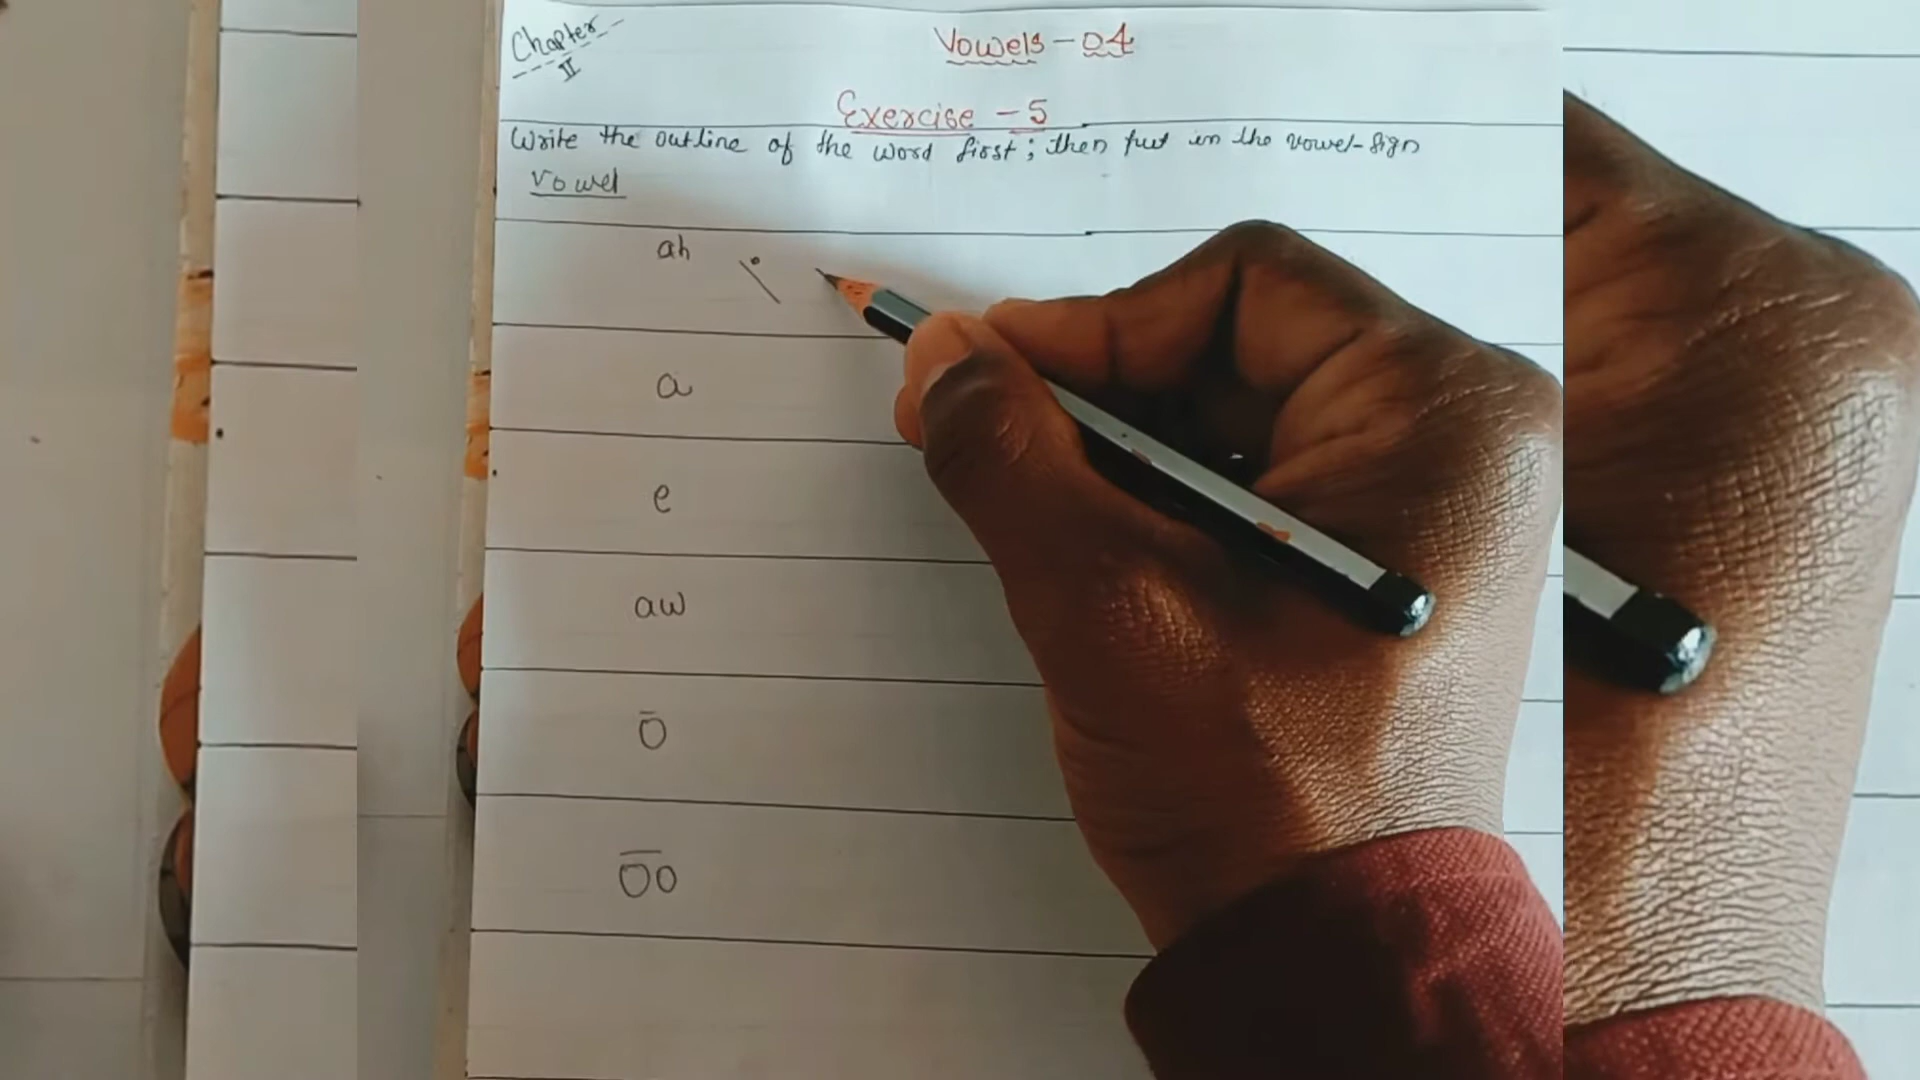 Chapter
II
Vowels - 04
Exercise - 5
Write the outline of the word first; then put in the vowel-sign
Vowel
ah
a
e
aw
ō
o̅o